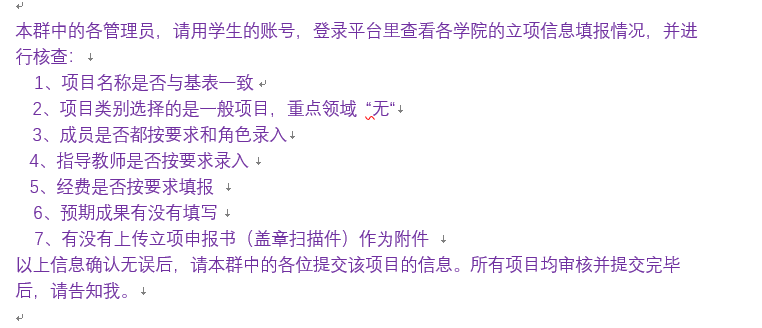 本群中的各管理员，请用学生的账号，登录平台里查看各学院的立项信息填报情况，并进
行核查：
1、项目名称是否与基表一致
2、项目类别选择的是一般项目，重点领域 “无“
3、成员是否都按要求和角色录入
4、指导教师是否按要求录入
5、经费是否按要求填报
6、预期成果有没有填写
7、有没有上传立项申报书（盖章扫描件）作为附件
以上信息确认无误后，请本群中的各位提交该项目的信息。所有项目均审核并提交完毕
后，请告知我。